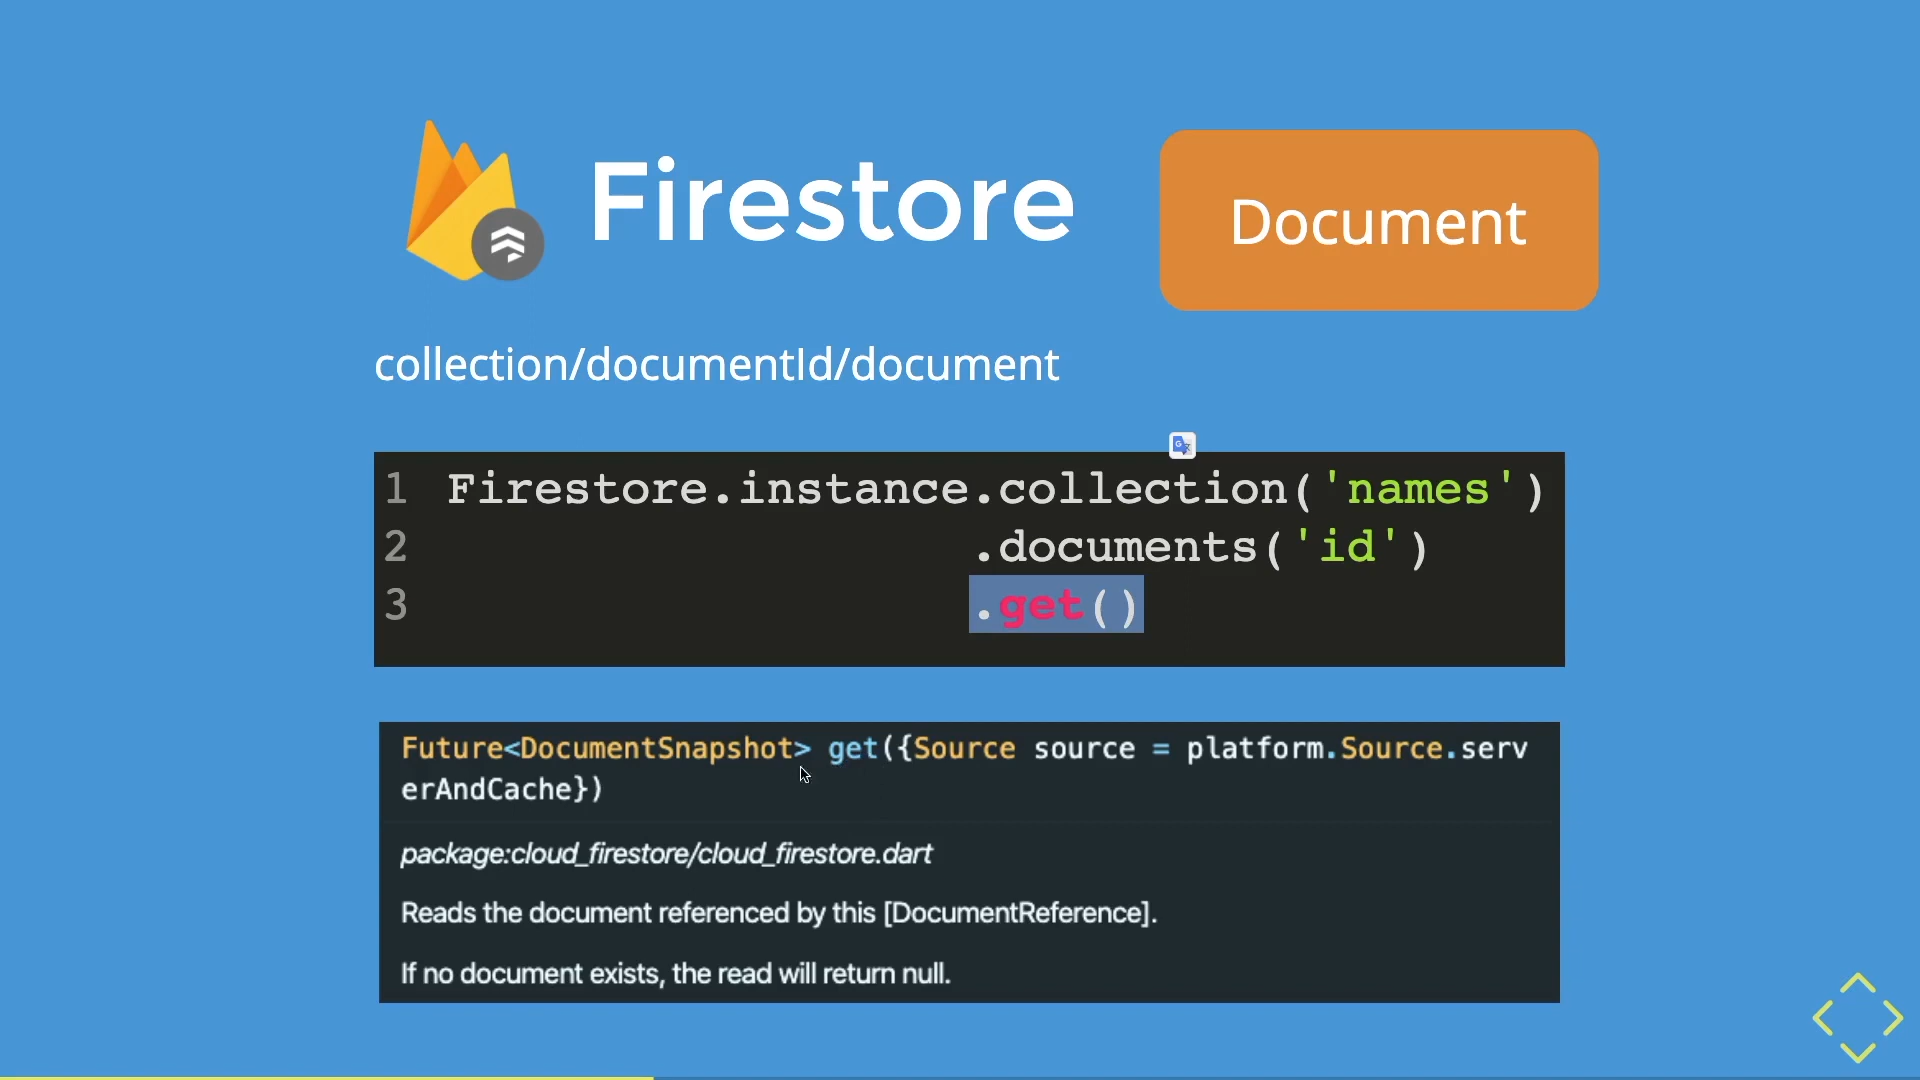 Firestore
Document
collection/documentId/document
1 Firestore.instance.collection('names')
2 .documents('id')
3 .get()
Future<DocumentSnapshot> get({Source source = platform.Source.serv
erAndCache})
package:cloud_firestore/cloud_firestore.dart
Reads the document referenced by this [DocumentReference].
If no document exists, the read will return null.